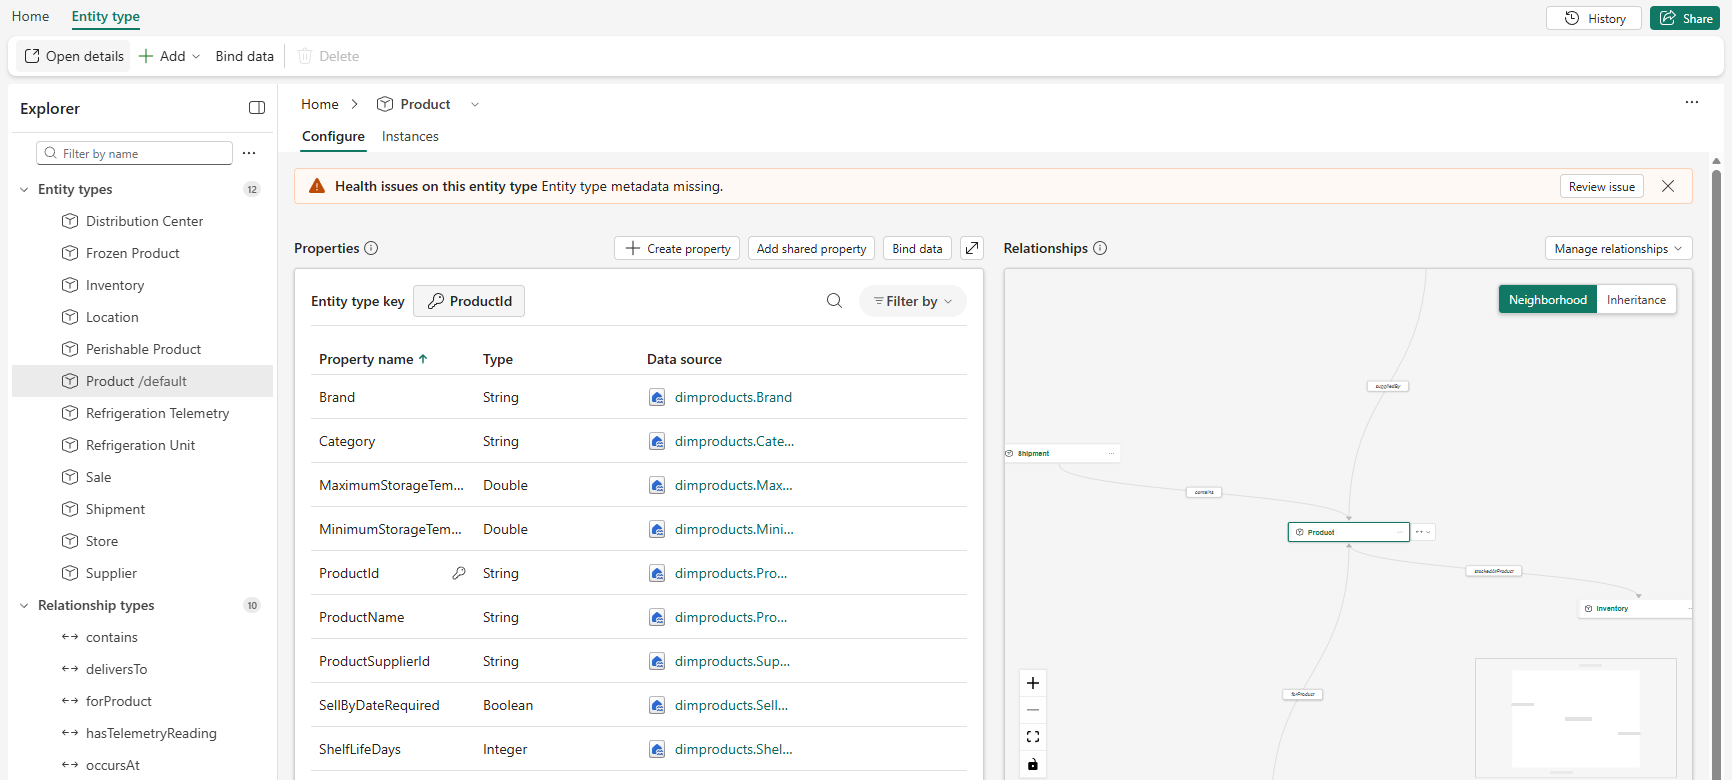 Home
Entity type
History
Share
Open details
Add
Bind data
Delete
Explorer
Filter by name
Entity types
12
Distribution Center
Frozen Product
Inventory
Location
Perishable Product
Product /default
Refrigeration Telemetry
Refrigeration Unit
Sale
Shipment
Store
Supplier
Relationship types
10
contains
deliversTo
forProduct
hasTelemetryReading
occursAt
Home
Product
Configure
Instances
Health issues on this entity type Entity type metadata missing.
Review issue
Properties
Create property
Add shared property
Bind data
Entity type key
ProductId
Filter by
Property name
Type
Data source
Brand
String
dimproducts.Brand
Category
String
dimproducts.Cate...
MaximumStorageTem...
Double
dimproducts.Max...
MinimumStorageTem...
Double
dimproducts.Mini...
ProductId
String
dimproducts.Pro...
ProductName
String
dimproducts.Pro...
ProductSupplierId
String
dimproducts.Sup...
SellByDateRequired
Boolean
dimproducts.Sell...
ShelfLifeDays
Integer
dimproducts.Shel...
Relationships
Manage relationships
Neighborhood
Inheritance
suppliedBy
Shipment
contains
Product
stockedAsProduct
Inventory
forProduct